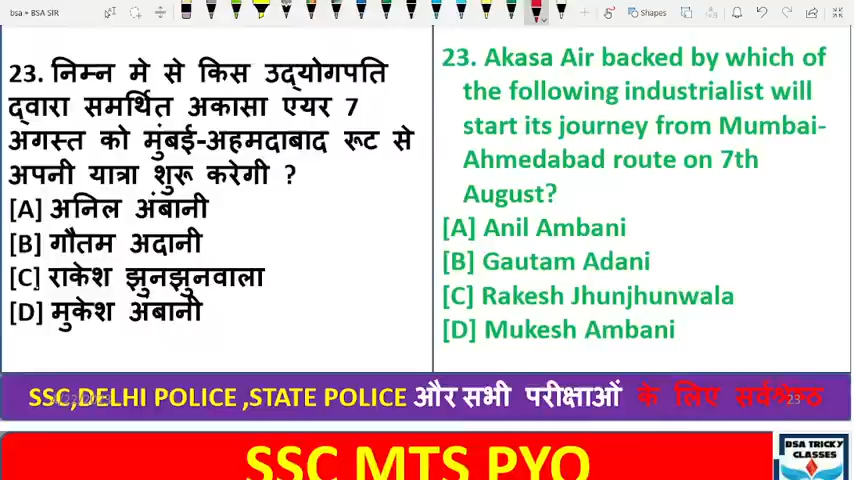 bsa = BSA SIR
Shapes
23. निम्न मे से किस उद्योगपति
द्वारा समर्थित अकासा एयर 7
अगस्त को मुंबई-अहमदाबाद रूट से
अपनी यात्रा शुरू करेगी ?
[A] अनिल अंबानी
[B] गौतम अदानी
[C] राकेश झुनझुनवाला
[D] मुकेश अंबानी
23. Akasa Air backed by which of
the following industrialist will
start its journey from Mumbai-
Ahmedabad route on 7th
August?
[A] Anil Ambani
[B] Gautam Adani
[C] Rakesh Jhunjhunwala
[D] Mukesh Ambani
SSC,DELHI POLICE ,STATE POLICE और सभी परीक्षाओं के लिए सर्वश्रेष्ठ
23
SSC MTS PYQ
BSA TRICKY
CLASSES